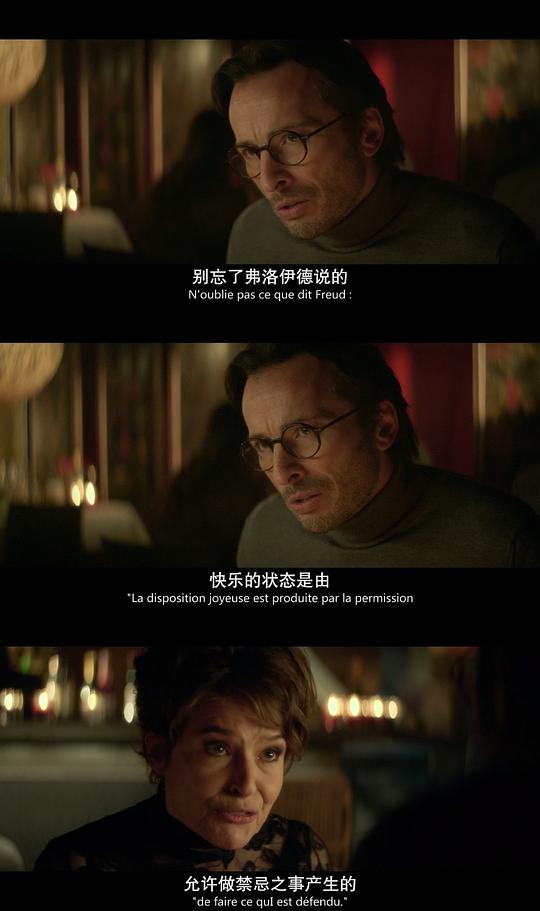 别忘了弗洛伊德说的
N'oublie pas ce que dit Freud :
快乐的状态是由
"La disposition joyeuse est produite par la permission
允许做禁忌之事产生的
"de faire ce quI est défendu."